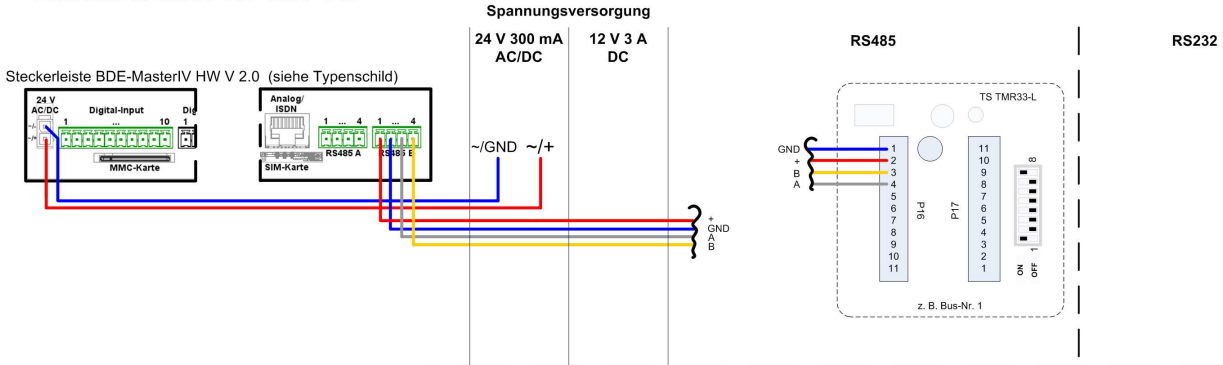 Spannungsversorgung
24 V 300 mA
AC/DC
12 V 3 A
DC
RS485
RS232
Steckerleiste BDE-MasterIV HW V 2.0 (siehe Typenschild)
24 V
AC/DC
Digital-Input
1 ... 10
Dig
1
~/-
~/+
MMC-Karte
Analog/
ISDN
1 ... 4
1 ... 4
RS485 A
RS485 B
SIM-Karte
~/GND ~/+
+
GND
A
B
TS TMR33-L
GND
+
B
A
1
2
3
4
5
6
7
8
9
10
11
P16
P17
11
10
9
8
7
6
5
4
3
2
1
8
1
ON
OFF
z. B. Bus-Nr. 1